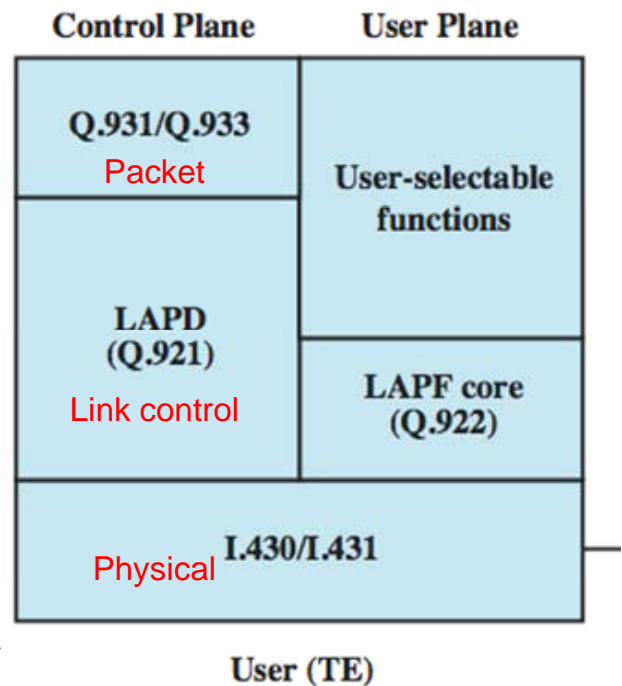 Control Plane
User Plane
Q.931/Q.933
Packet
User-selectable
functions
LAPD
(Q.921)
Link control
LAPF core
(Q.922)
I.430/I.431
Physical
User (TE)